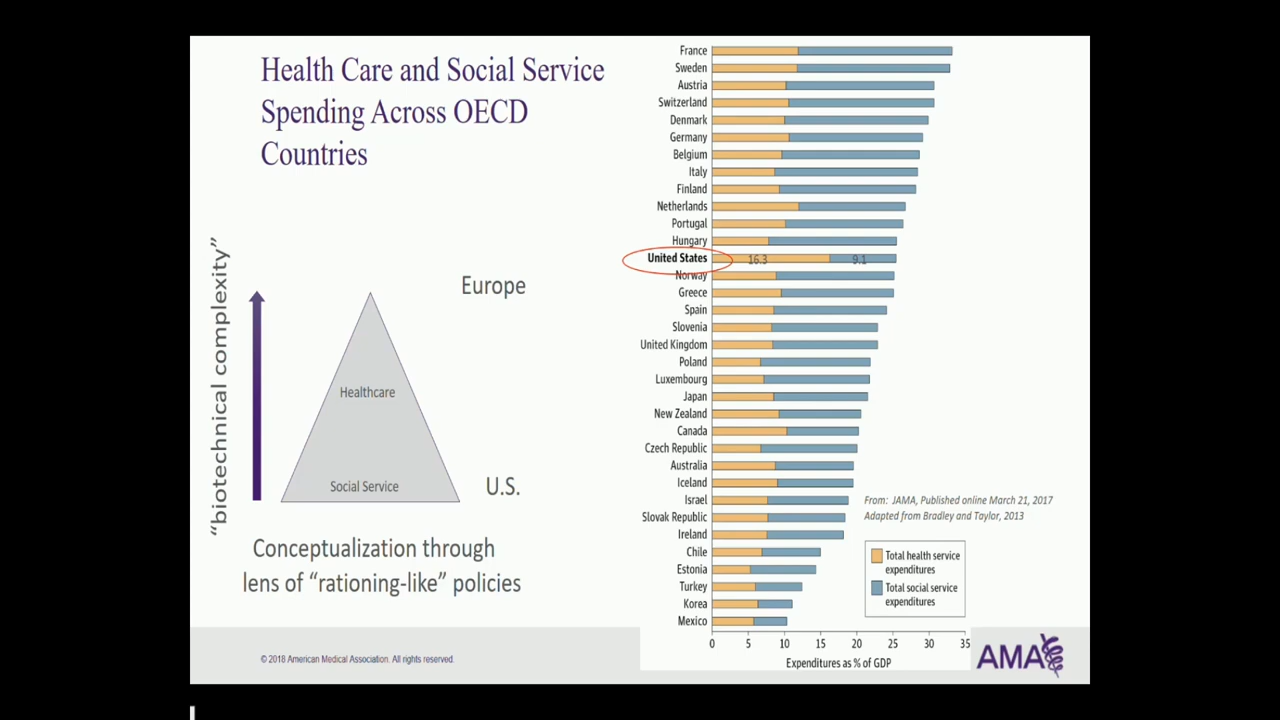 Health Care and Social Service
Spending Across OECD
Countries
"biotechnical complexity"
Europe
Healthcare
Social Service
U.S.
Conceptualization through
lens of "rationing-like" policies
© 2018 American Medical Association. All rights reserved.
France
Sweden
Austria
Switzerland
Denmark
Germany
Belgium
Italy
Finland
Netherlands
Portugal
Hungary
United States 16.3 9.1
Norway
Greece
Spain
Slovenia
United Kingdom
Poland
Luxembourg
Japan
New Zealand
Canada
Czech Republic
Australia
Iceland
Israel
Slovak Republic
Ireland
Chile
Estonia
Turkey
Korea
Mexico
0 5 10 15 20 25 30 35
Expenditures as % of GDP
From: JAMA, Published online March 21, 2017
Adapted from Bradley and Taylor, 2013
Total health service
expenditures
Total social service
expenditures
AMA